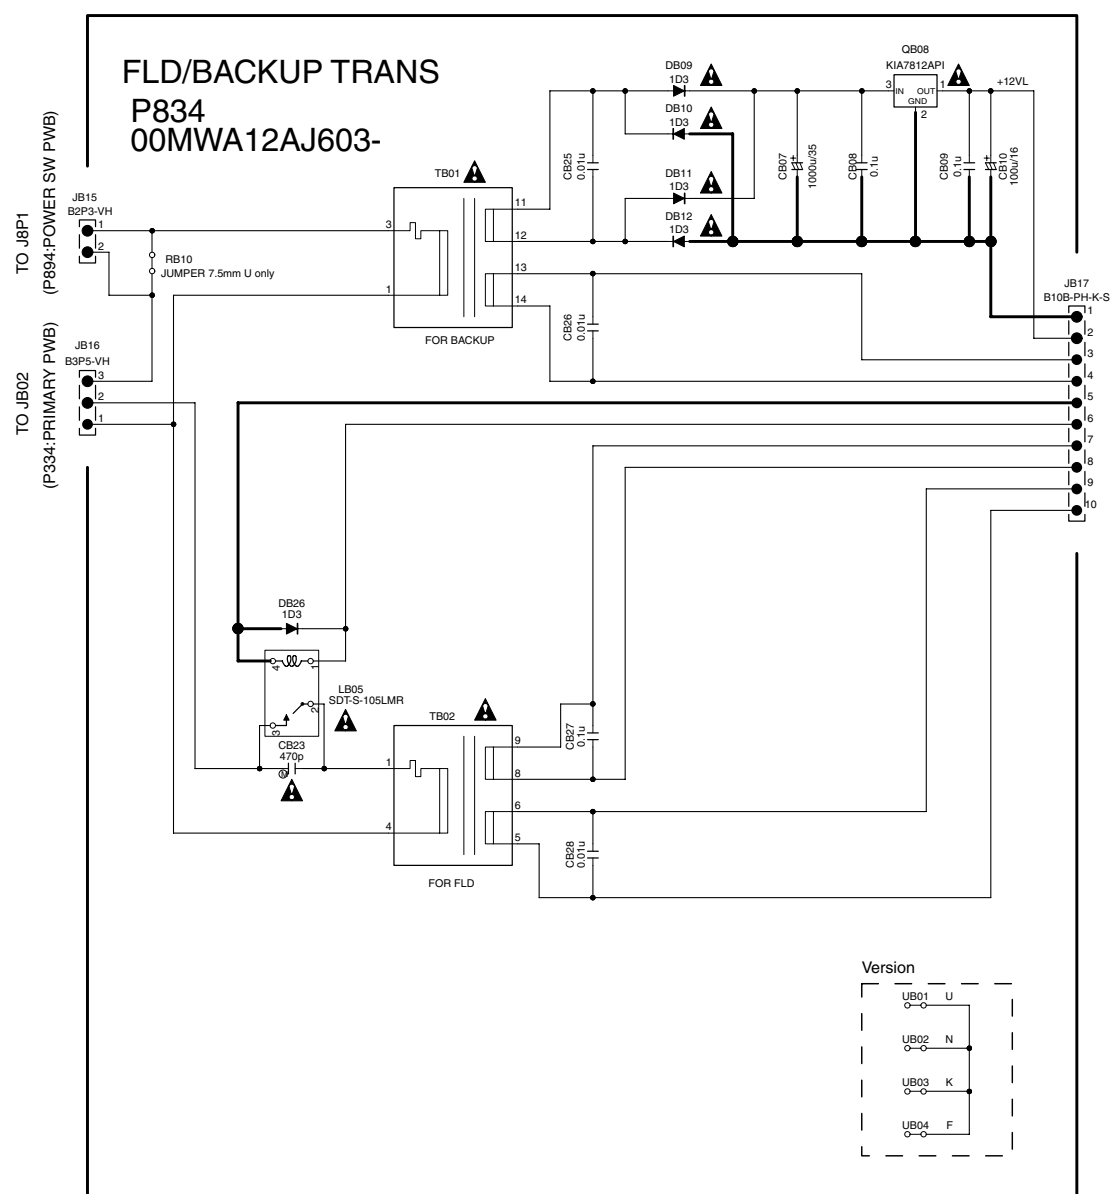 FLD/BACKUP TRANS
P834
00MWA12AJ603-
TO J8P1
(P894:POWER SW PWB)
JB15
B2P3-VH
1
2
RB10
JUMPER 7.5mm U only
TO JB02
(P334:PRIMARY PWB)
JB16
B3P5-VH
3
2
1
TB01
3
1
11
12
13
14
FOR BACKUP
CB25
0.01u
CB26
0.01u
DB09
1D3
DB10
1D3
DB11
1D3
DB12
1D3
CB07
1000u/35
+
CB08
0.1u
QB08
KIA7812API
3
IN
OUT
1
GND
2
+12VL
CB09
0.1u
CB10
100u/16
+
JB17
B10B-PH-K-S
1
2
3
4
5
6
7
8
9
10
DB26
1D3
4
1
3
2
LB05
SDT-S-105LMR
CB23
470p
M
TB02
1
4
9
8
6
5
FOR FLD
CB27
0.1u
CB28
0.01u
Version
UB01 U
UB02 N
UB03 K
UB04 F